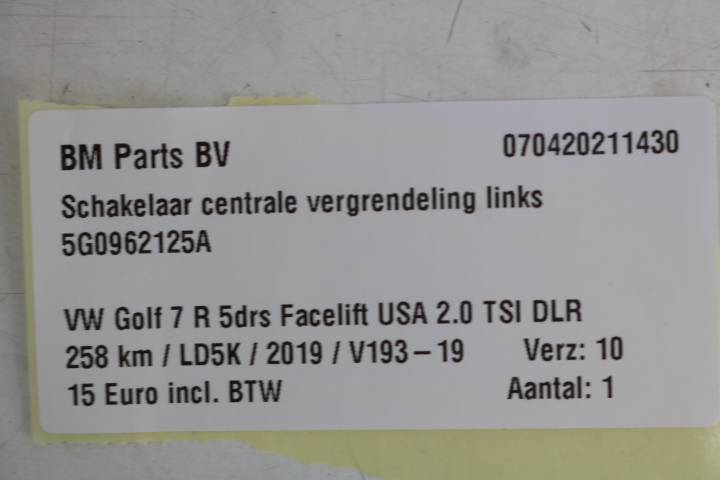 BM Parts BV 070420211430
Schakelaar centrale vergrendeling links
5G0962125A
VW Golf 7 R 5drs Facelift USA 2.0 TSI DLR
258 km / LD5K / 2019 / V193-19 Verz: 10
15 Euro incl. BTW Aantal: 1